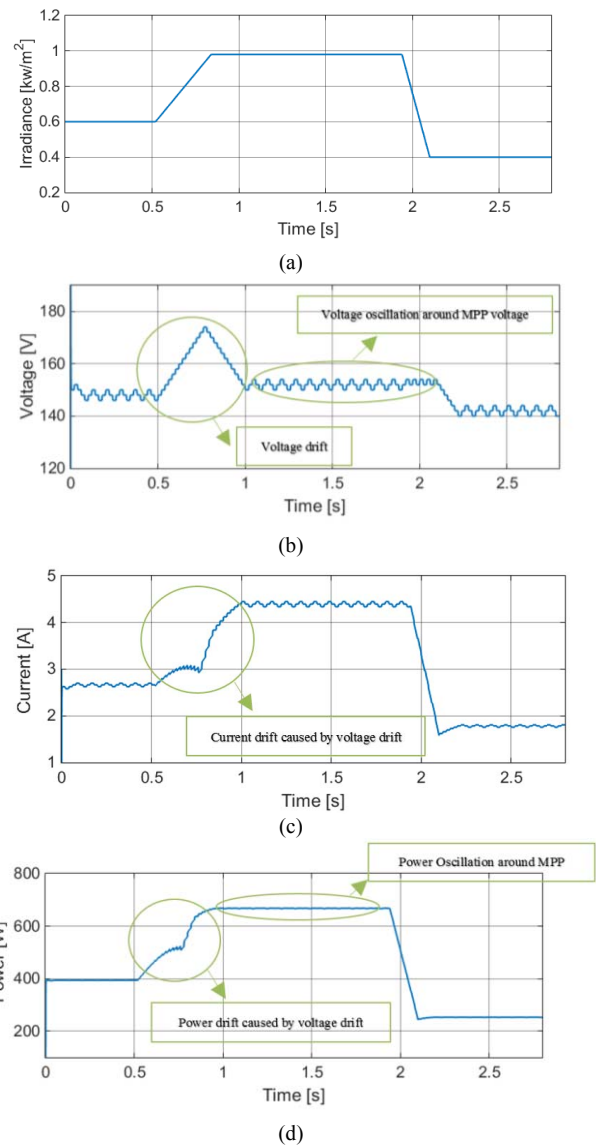 1.2
1
0.8
0.6
0.4
0.2
Irradiance [kw/m²]
0 0.5 1 1.5 2 2.5
Time [s]
(a)
180
160
140
120
Voltage [V]
Voltage oscillation around MPP voltage
Voltage drift
0 0.5 1 1.5 2 2.5
Time [s]
(b)
5
4
3
2
1
Current [A]
Current drift caused by voltage drift
0 0.5 1 1.5 2 2.5
Time [s]
(c)
Power Oscillation around MPP
800
600
400
200
Power [W]
Power drift caused by voltage drift
0 0.5 1 1.5 2 2.5
Time [s]
(d)